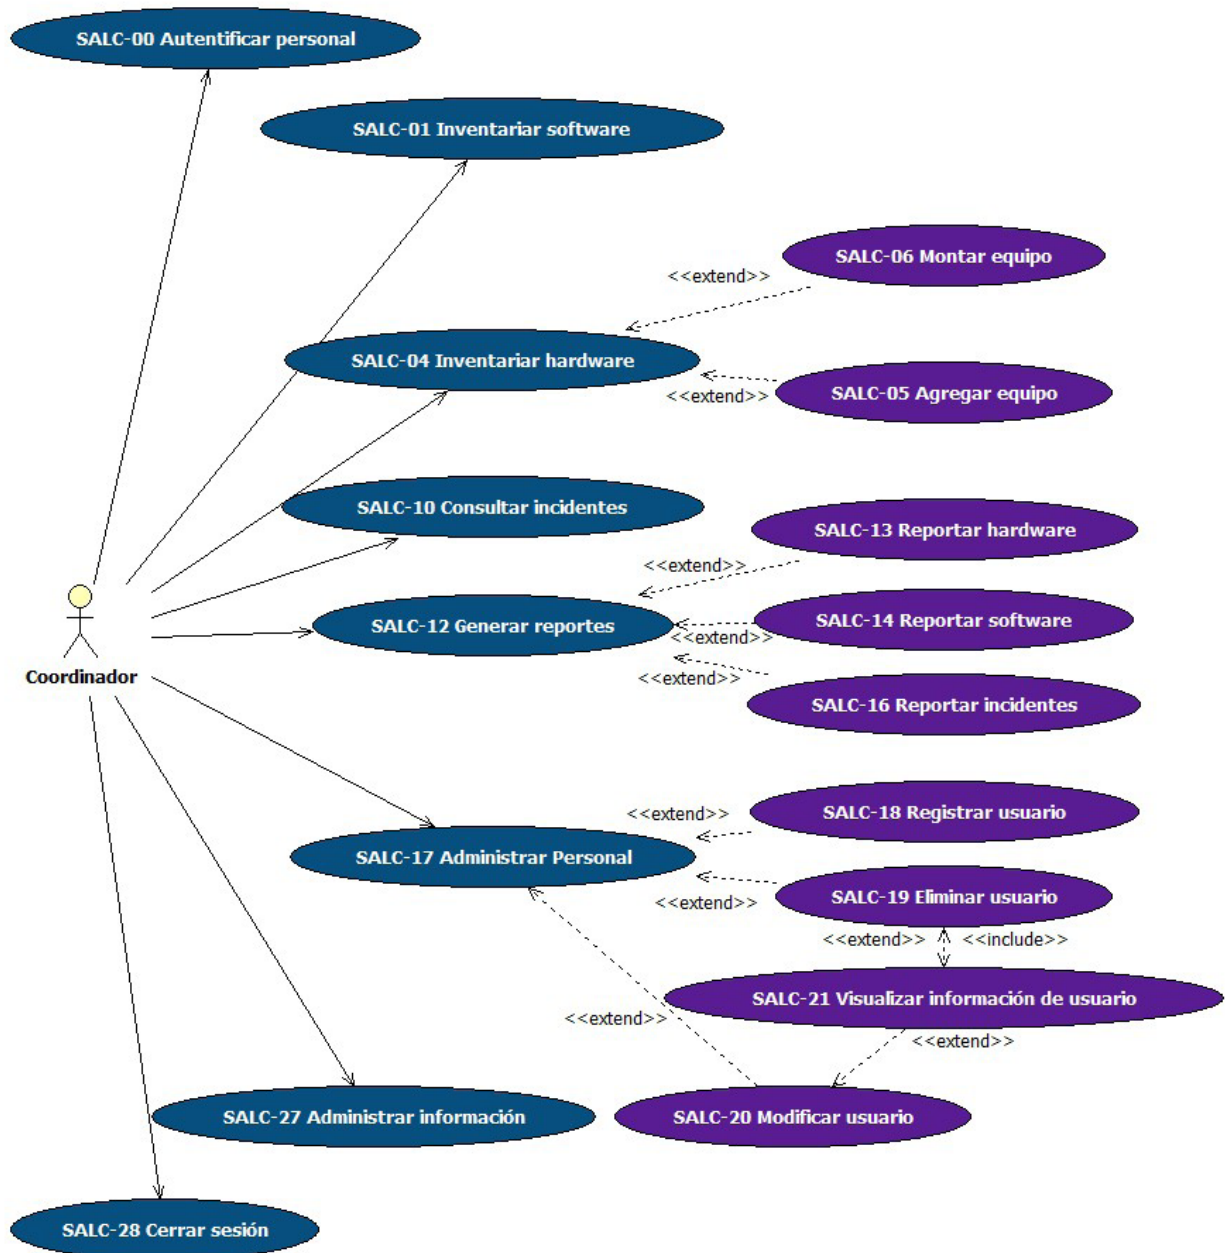 SALC-00 Autentificar personal
SALC-01 Inventariar software
SALC-06 Montar equipo
<<extend>>
SALC-04 Inventariar hardware
SALC-05 Agregar equipo
<<extend>>
SALC-10 Consultar incidentes
SALC-13 Reportar hardware
<<extend>>
SALC-12 Generar reportes
SALC-14 Reportar software
<<extend>>
<<extend>>
SALC-16 Reportar incidentes
Coordinador
SALC-18 Registrar usuario
<<extend>>
SALC-17 Administrar Personal
SALC-19 Eliminar usuario
<<extend>>
<<extend>>
<<include>>
SALC-21 Visualizar información de usuario
<<extend>>
<<extend>>
SALC-27 Administrar información
SALC-20 Modificar usuario
SALC-28 Cerrar sesión